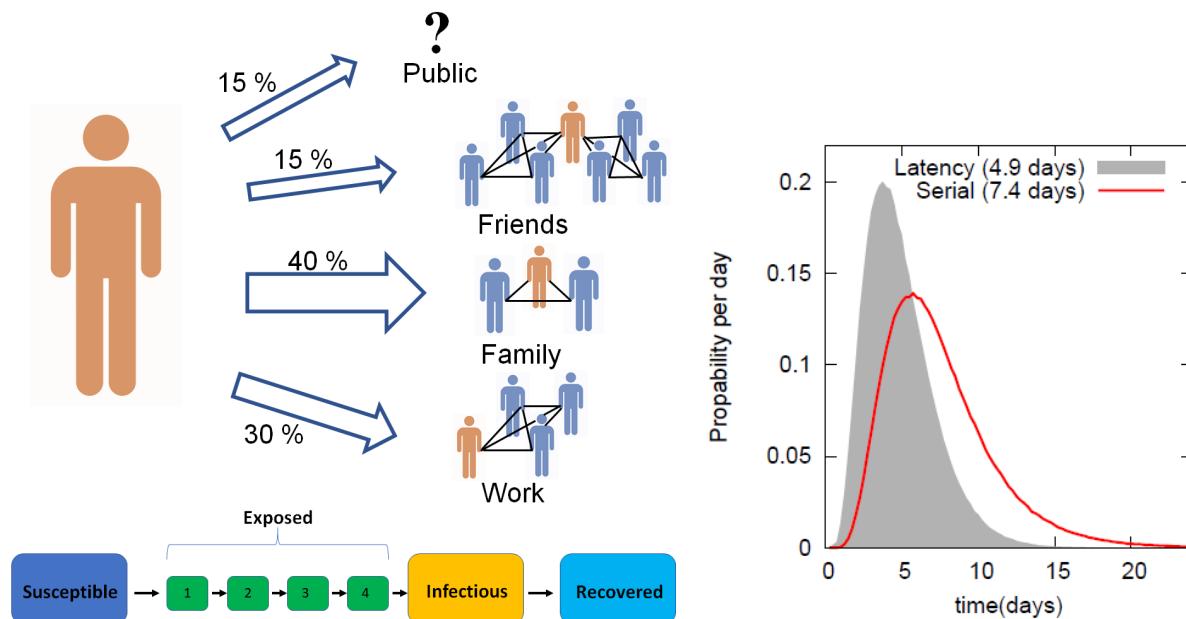 ?
Public
15 %
15 %
Friends
40 %
Family
30 %
Work
Exposed
Susceptible
1
2
3
4
Infectious
Recovered
Latency (4.9 days)
Serial (7.4 days)
Propability per day
0.2
0.15
0.1
0.05
0
0
5
10
15
20
time(days)